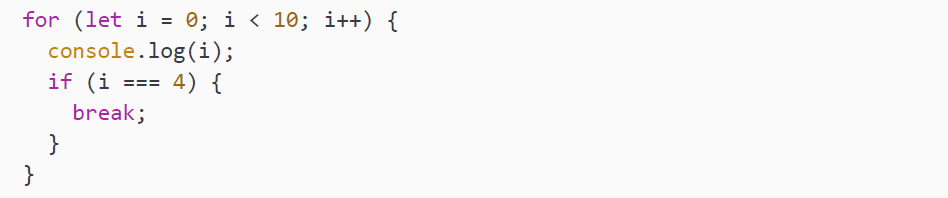 for (let i = 0; i < 10; i++) {
  console.log(i);
  if (i === 4) {
    break;
  }
}